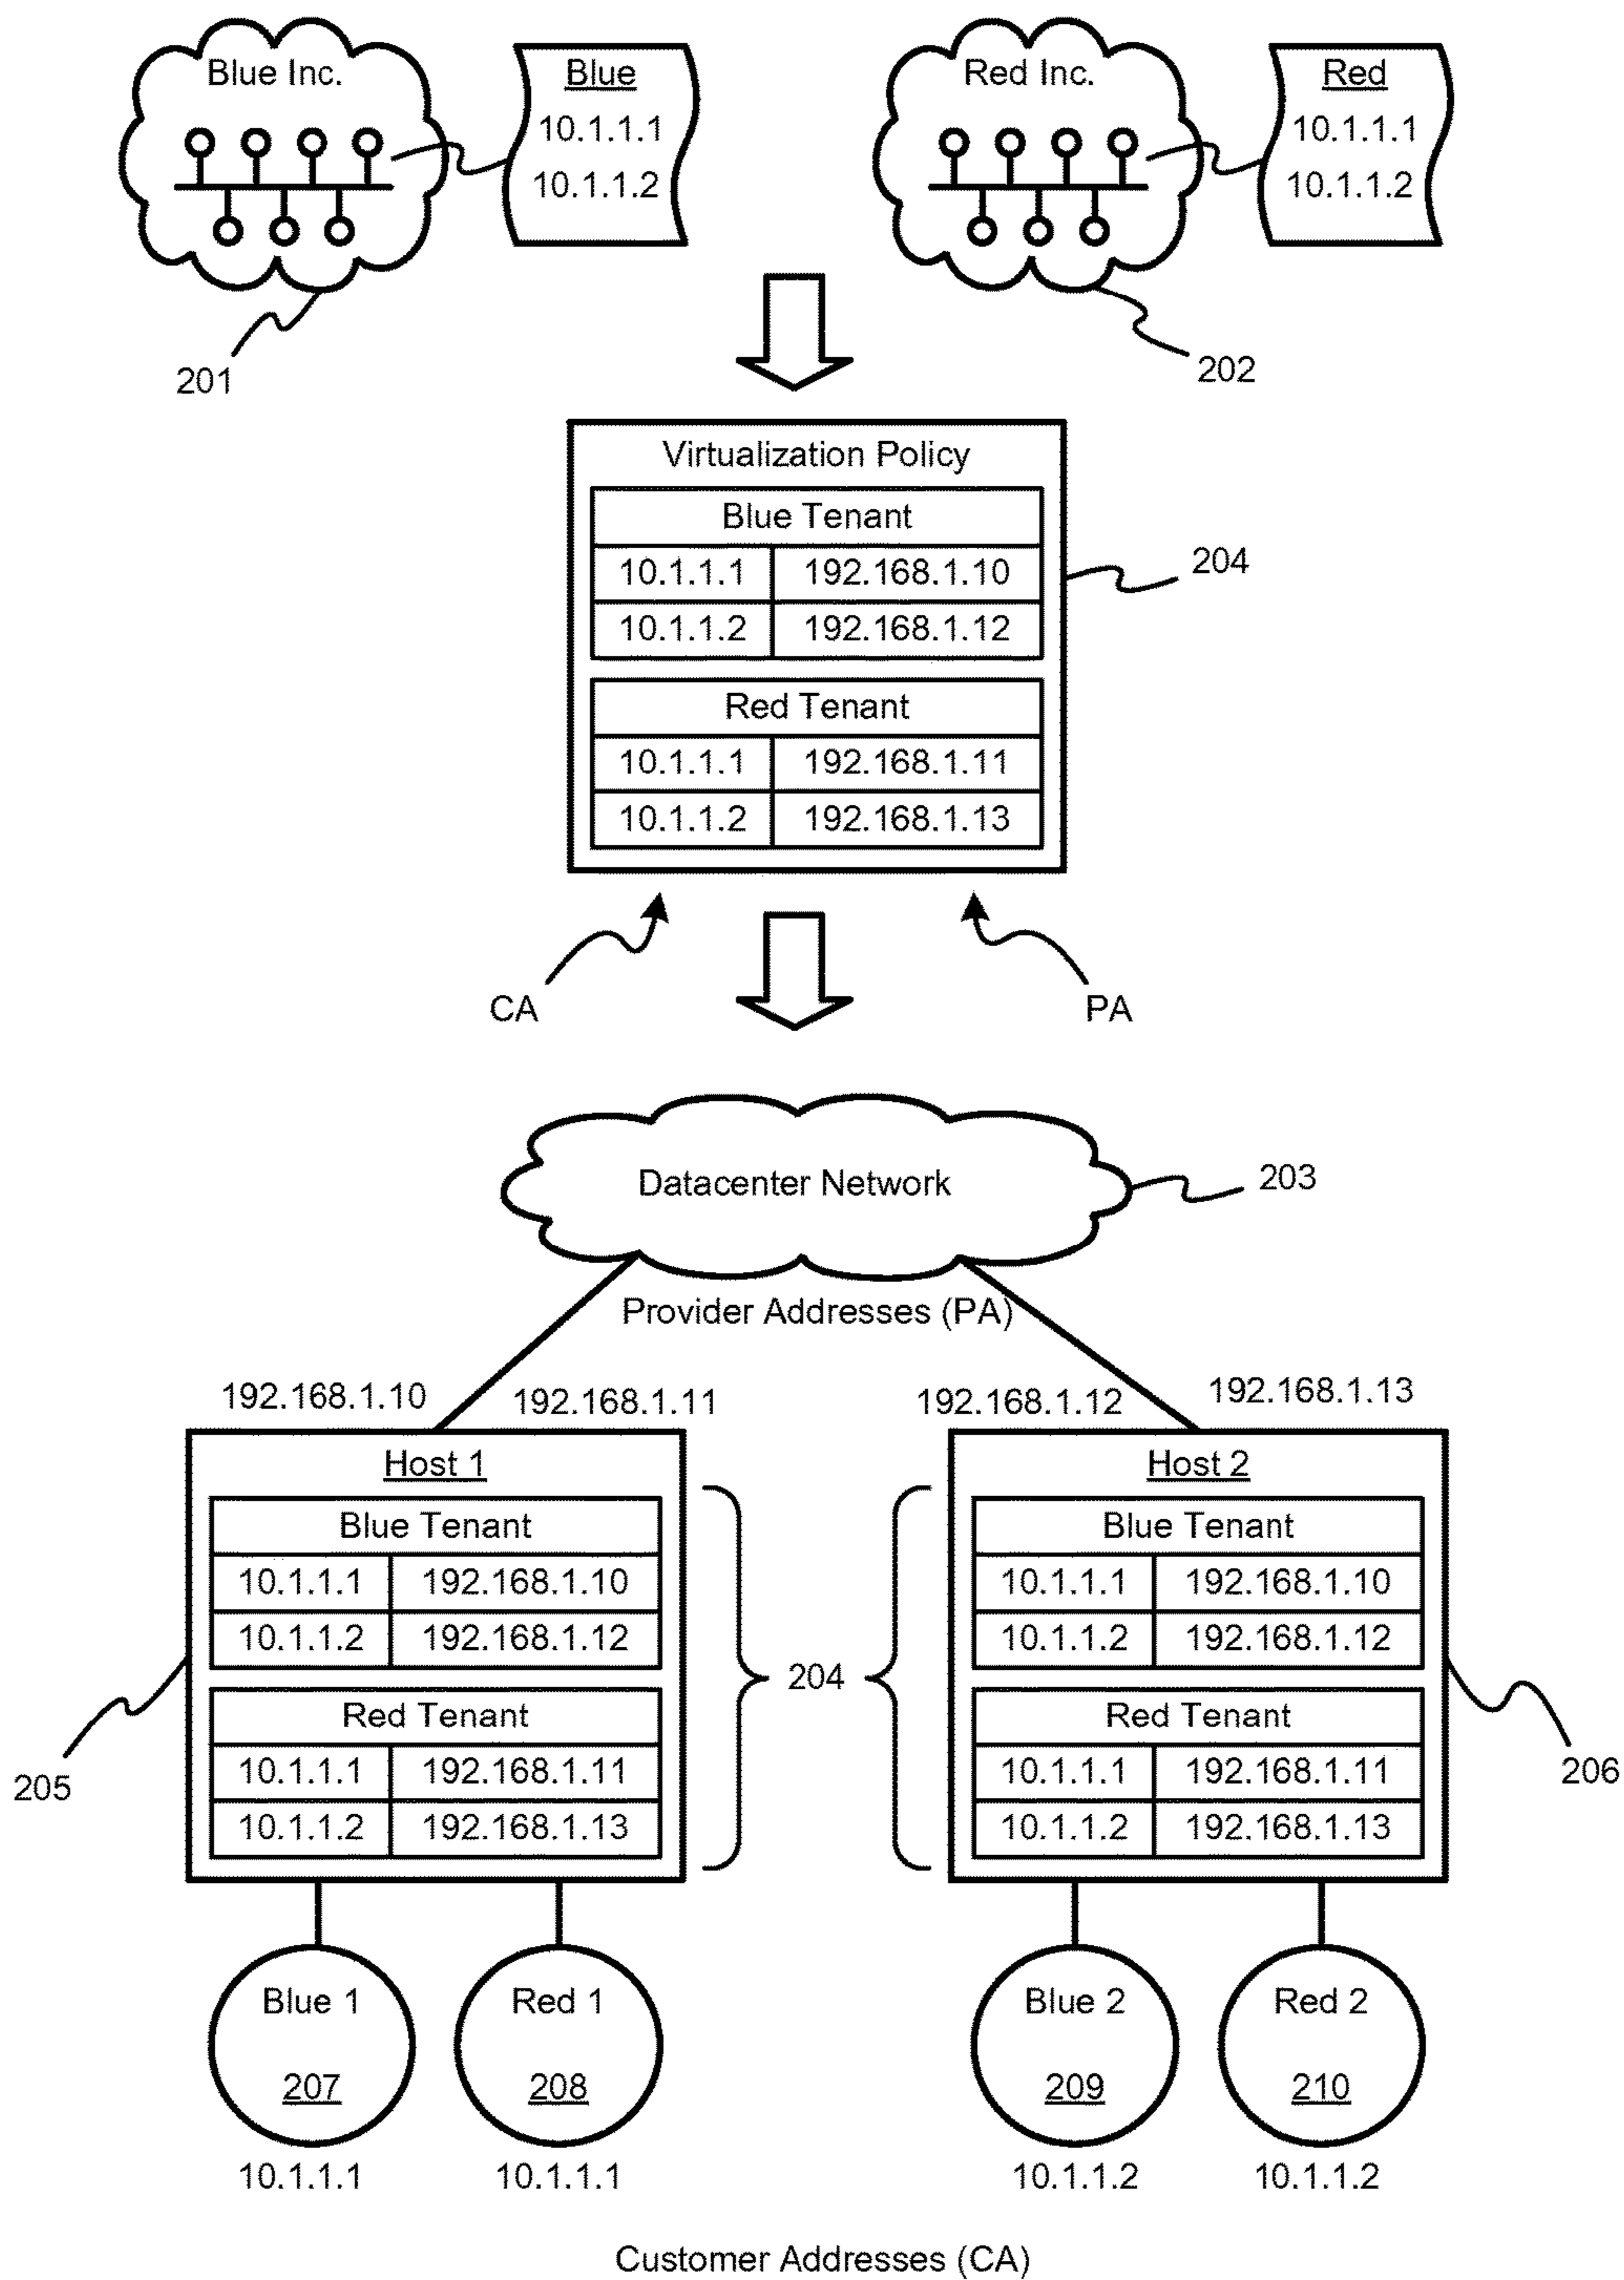 Blue Inc.
Blue
10.1.1.1
10.1.1.2
201
Red Inc.
Red
10.1.1.1
10.1.1.2
202
Virtualization Policy
Blue Tenant
10.1.1.1 192.168.1.10
10.1.1.2 192.168.1.12
Red Tenant
10.1.1.1 192.168.1.11
10.1.1.2 192.168.1.13
204
CA
PA
Datacenter Network
203
Provider Addresses (PA)
192.168.1.10
192.168.1.11
192.168.1.12
192.168.1.13
Host 1
Blue Tenant
10.1.1.1 192.168.1.10
10.1.1.2 192.168.1.12
Red Tenant
10.1.1.1 192.168.1.11
10.1.1.2 192.168.1.13
205
204
Host 2
Blue Tenant
10.1.1.1 192.168.1.10
10.1.1.2 192.168.1.12
Red Tenant
10.1.1.1 192.168.1.11
10.1.1.2 192.168.1.13
206
Blue 1
207
10.1.1.1
Red 1
208
10.1.1.1
Blue 2
209
10.1.1.2
Red 2
210
10.1.1.2
Customer Addresses (CA)